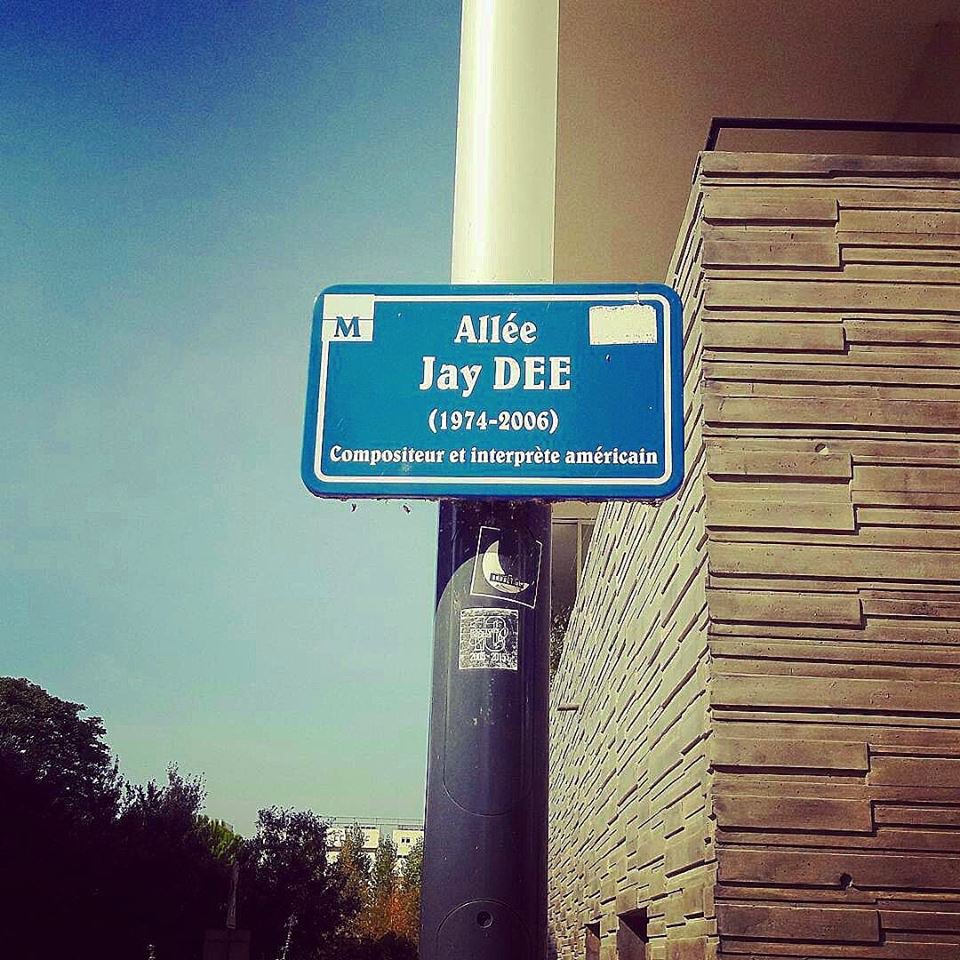 M
Allée
Jay DEE
(1974-2006)
Compositeur et interprète américain